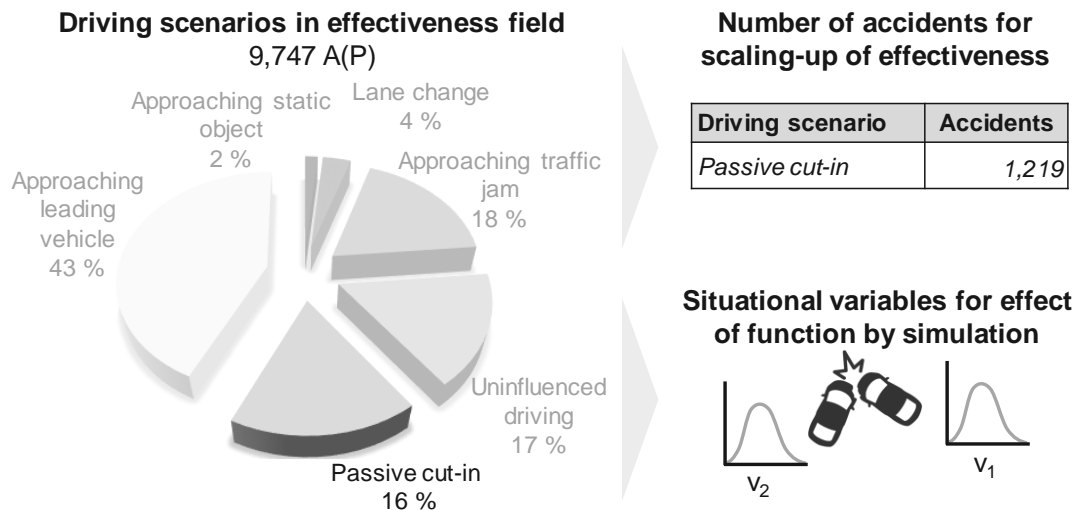 Driving scenarios in effectiveness field
9,747 A(P)
Approaching static
object
2 %
Lane change
4 %
Approaching traffic
jam
18 %
Approaching
leading
vehicle
43 %
Uninfluenced
driving
17 %
Passive cut-in
16 %
Number of accidents for
scaling-up of effectiveness
Driving scenario Accidents
Passive cut-in 1,219
Situational variables for effect
of function by simulation
v2
v1